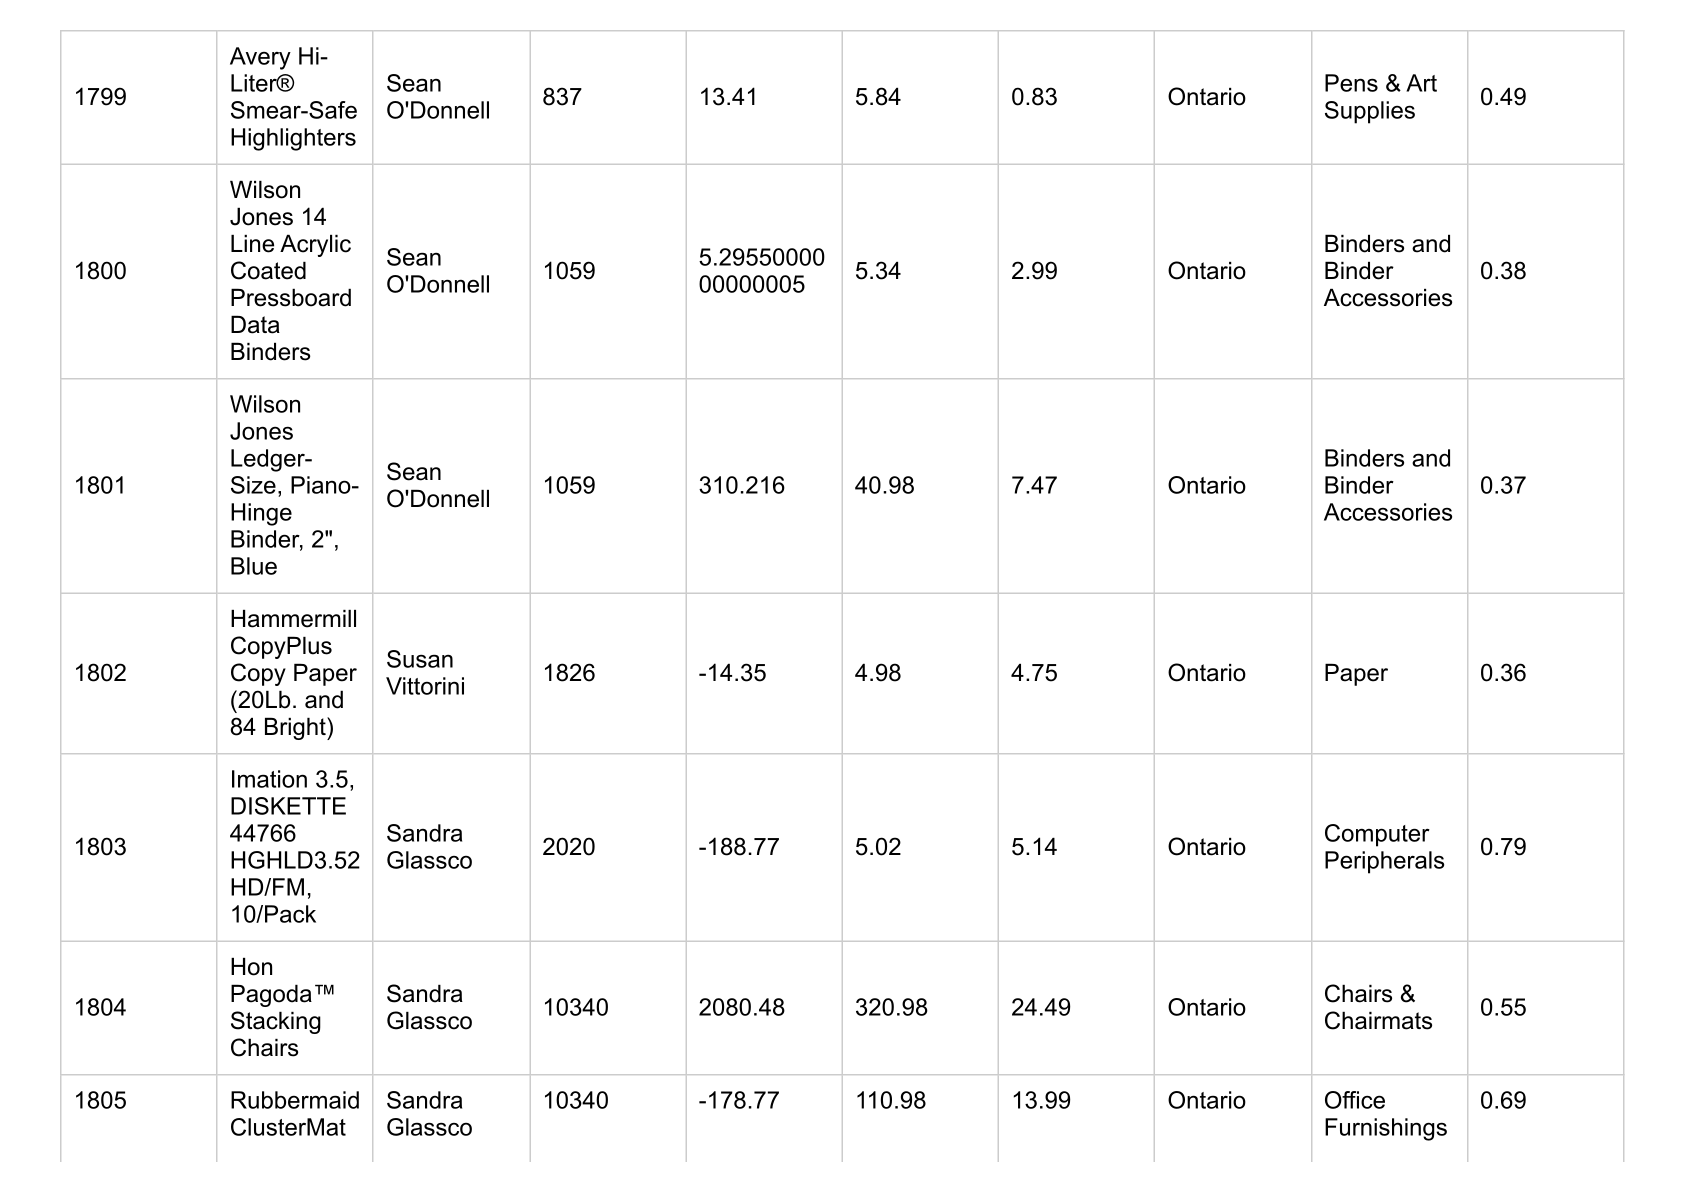 1799
Avery Hi-
Liter®
Smear-Safe
Highlighters
Sean
O'Donnell
837
13.41
5.84
0.83
Ontario
Pens & Art
Supplies
0.49
1800
Wilson
Jones 14
Line Acrylic
Coated
Pressboard
Data
Binders
Sean
O'Donnell
1059
5.29550000
00000005
5.34
2.99
Ontario
Binders and
Binder
Accessories
0.38
1801
Wilson
Jones
Ledger-
Size, Piano-
Hinge
Binder, 2",
Blue
Sean
O'Donnell
1059
310.216
40.98
7.47
Ontario
Binders and
Binder
Accessories
0.37
1802
Hammermill
CopyPlus
Copy Paper
(20Lb. and
84 Bright)
Susan
Vittorini
1826
-14.35
4.98
4.75
Ontario
Paper
0.36
1803
Imation 3.5,
DISKETTE
44766
HGHLD3.52
HD/FM,
10/Pack
Sandra
Glassco
2020
-188.77
5.02
5.14
Ontario
Computer
Peripherals
0.79
1804
Hon
Pagoda™
Stacking
Chairs
Sandra
Glassco
10340
2080.48
320.98
24.49
Ontario
Chairs &
Chairmats
0.55
1805
Rubbermaid
ClusterMat
Sandra
Glassco
10340
-178.77
110.98
13.99
Ontario
Office
Furnishings
0.69